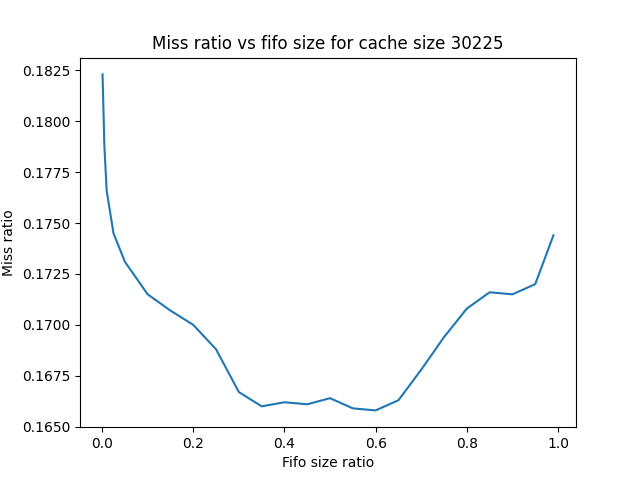 Miss ratio vs fifo size for cache size 30225
0.1825
0.1800
0.1775
0.1750
0.1725
0.1700
0.1675
0.1650
Miss ratio
0.0 0.2 0.4 0.6 0.8 1.0
Fifo size ratio